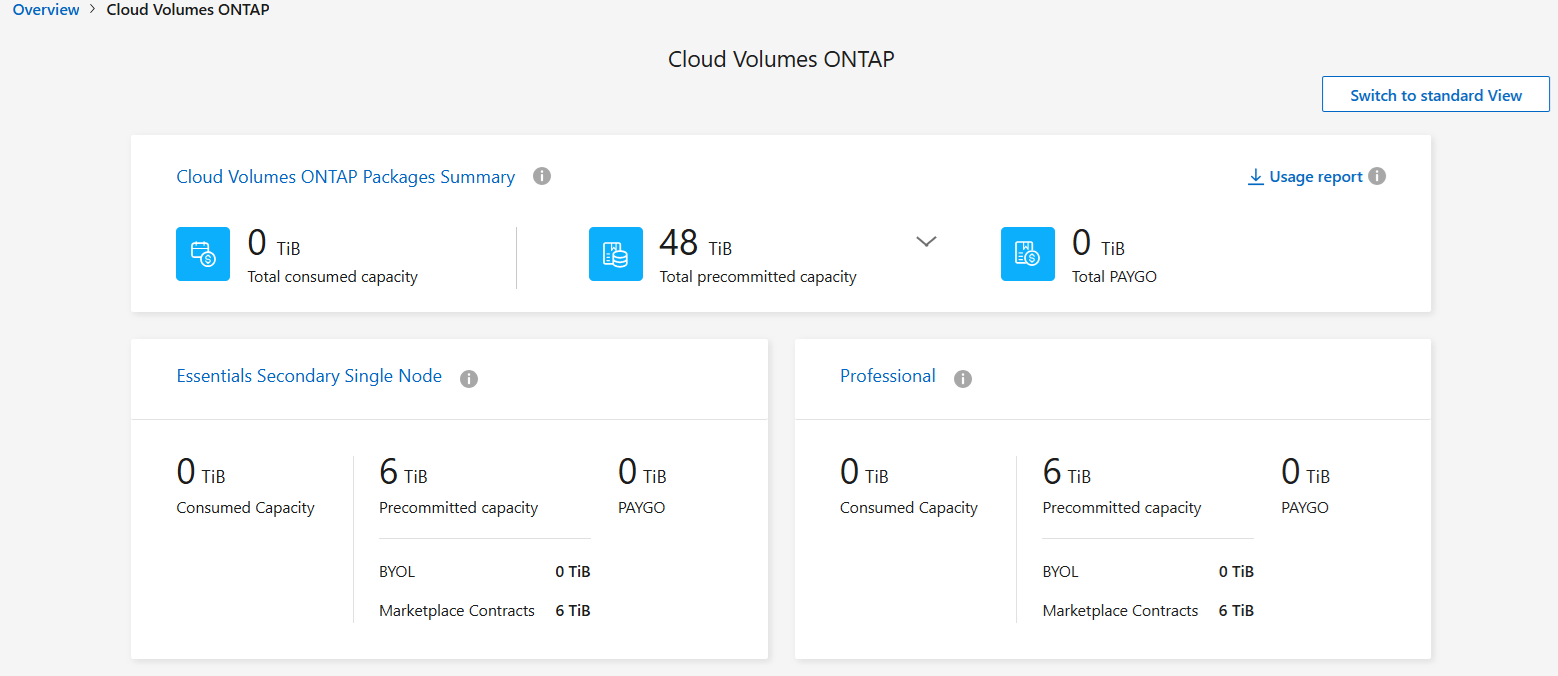 Overview > Cloud Volumes ONTAP
Cloud Volumes ONTAP
Switch to standard View
Cloud Volumes ONTAP Packages Summary
Usage report
0 TiB
Total consumed capacity
48 TiB
Total precommitted capacity
0 TiB
Total PAYGO
Essentials Secondary Single Node
0 TiB
Consumed Capacity
6 TiB
Precommitted capacity
0 TiB
PAYGO
BYOL 0 TiB
Marketplace Contracts 6 TiB
Professional
0 TiB
Consumed Capacity
6 TiB
Precommitted capacity
0 TiB
PAYGO
BYOL 0 TiB
Marketplace Contracts 6 TiB